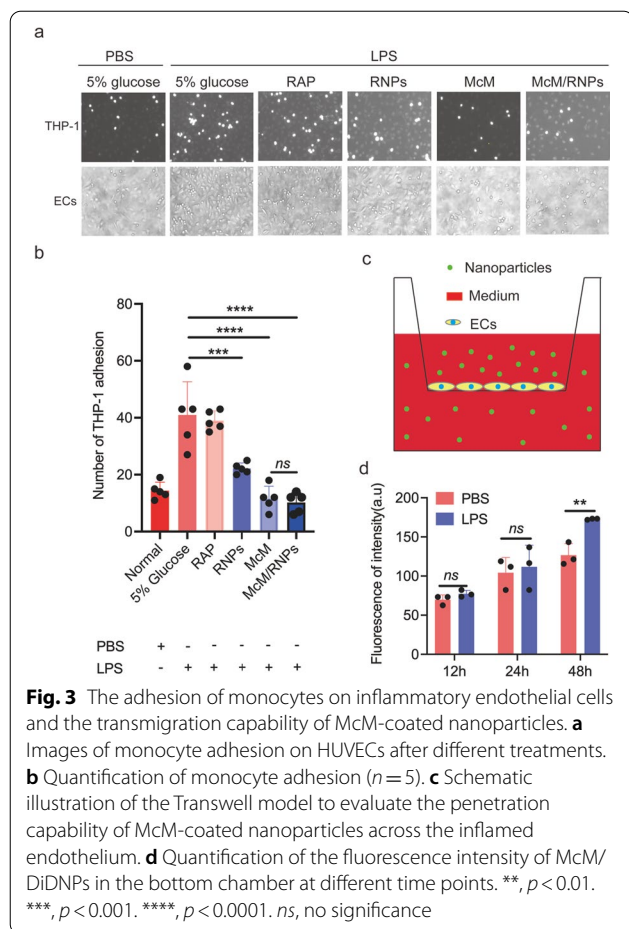 a
PBS LPS
5% glucose 5% glucose RAP RNPs McM McM/RNPs
THP-1
ECs
b
Number of THP-1 adhesion
80
60
40
20
0
****
****
***
ns
Normal
5% Glucose
RAP
RNPs
McM
McM/RNPs
PBS + - - - - -
LPS - + + + + +
c
Nanoparticles
Medium
ECs
d
Fluorescence of intensity(a.u)
200
150
100
50
0
PBS
LPS
ns
ns
**
12h 24h 48h
Fig. 3 The adhesion of monocytes on inflammatory endothelial cells
and the transmigration capability of McM-coated nanoparticles. a
Images of monocyte adhesion on HUVECs after different treatments.
b Quantification of monocyte adhesion (n = 5). c Schematic
illustration of the Transwell model to evaluate the penetration
capability of McM-coated nanoparticles across the inflamed
endothelium. d Quantification of the fluorescence intensity of McM/
DiDNPs in the bottom chamber at different time points. **, p < 0.01.
***, p < 0.001. ****, p < 0.0001. ns, no significance